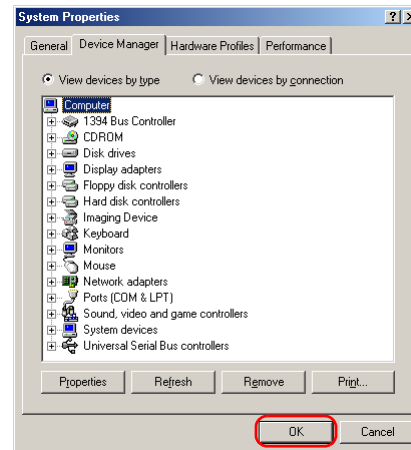 System Properties
General
Device Manager
Hardware Profiles
Performance
View devices by type
View devices by connection
Computer
1394 Bus Controller
CDROM
Disk drives
Display adapters
Floppy disk controllers
Hard disk controllers
Imaging Device
Keyboard
Monitors
Mouse
Network adapters
Ports (COM & LPT)
Sound, video and game controllers
System devices
Universal Serial Bus controllers
Properties
Refresh
Remove
Print...
OK
Cancel